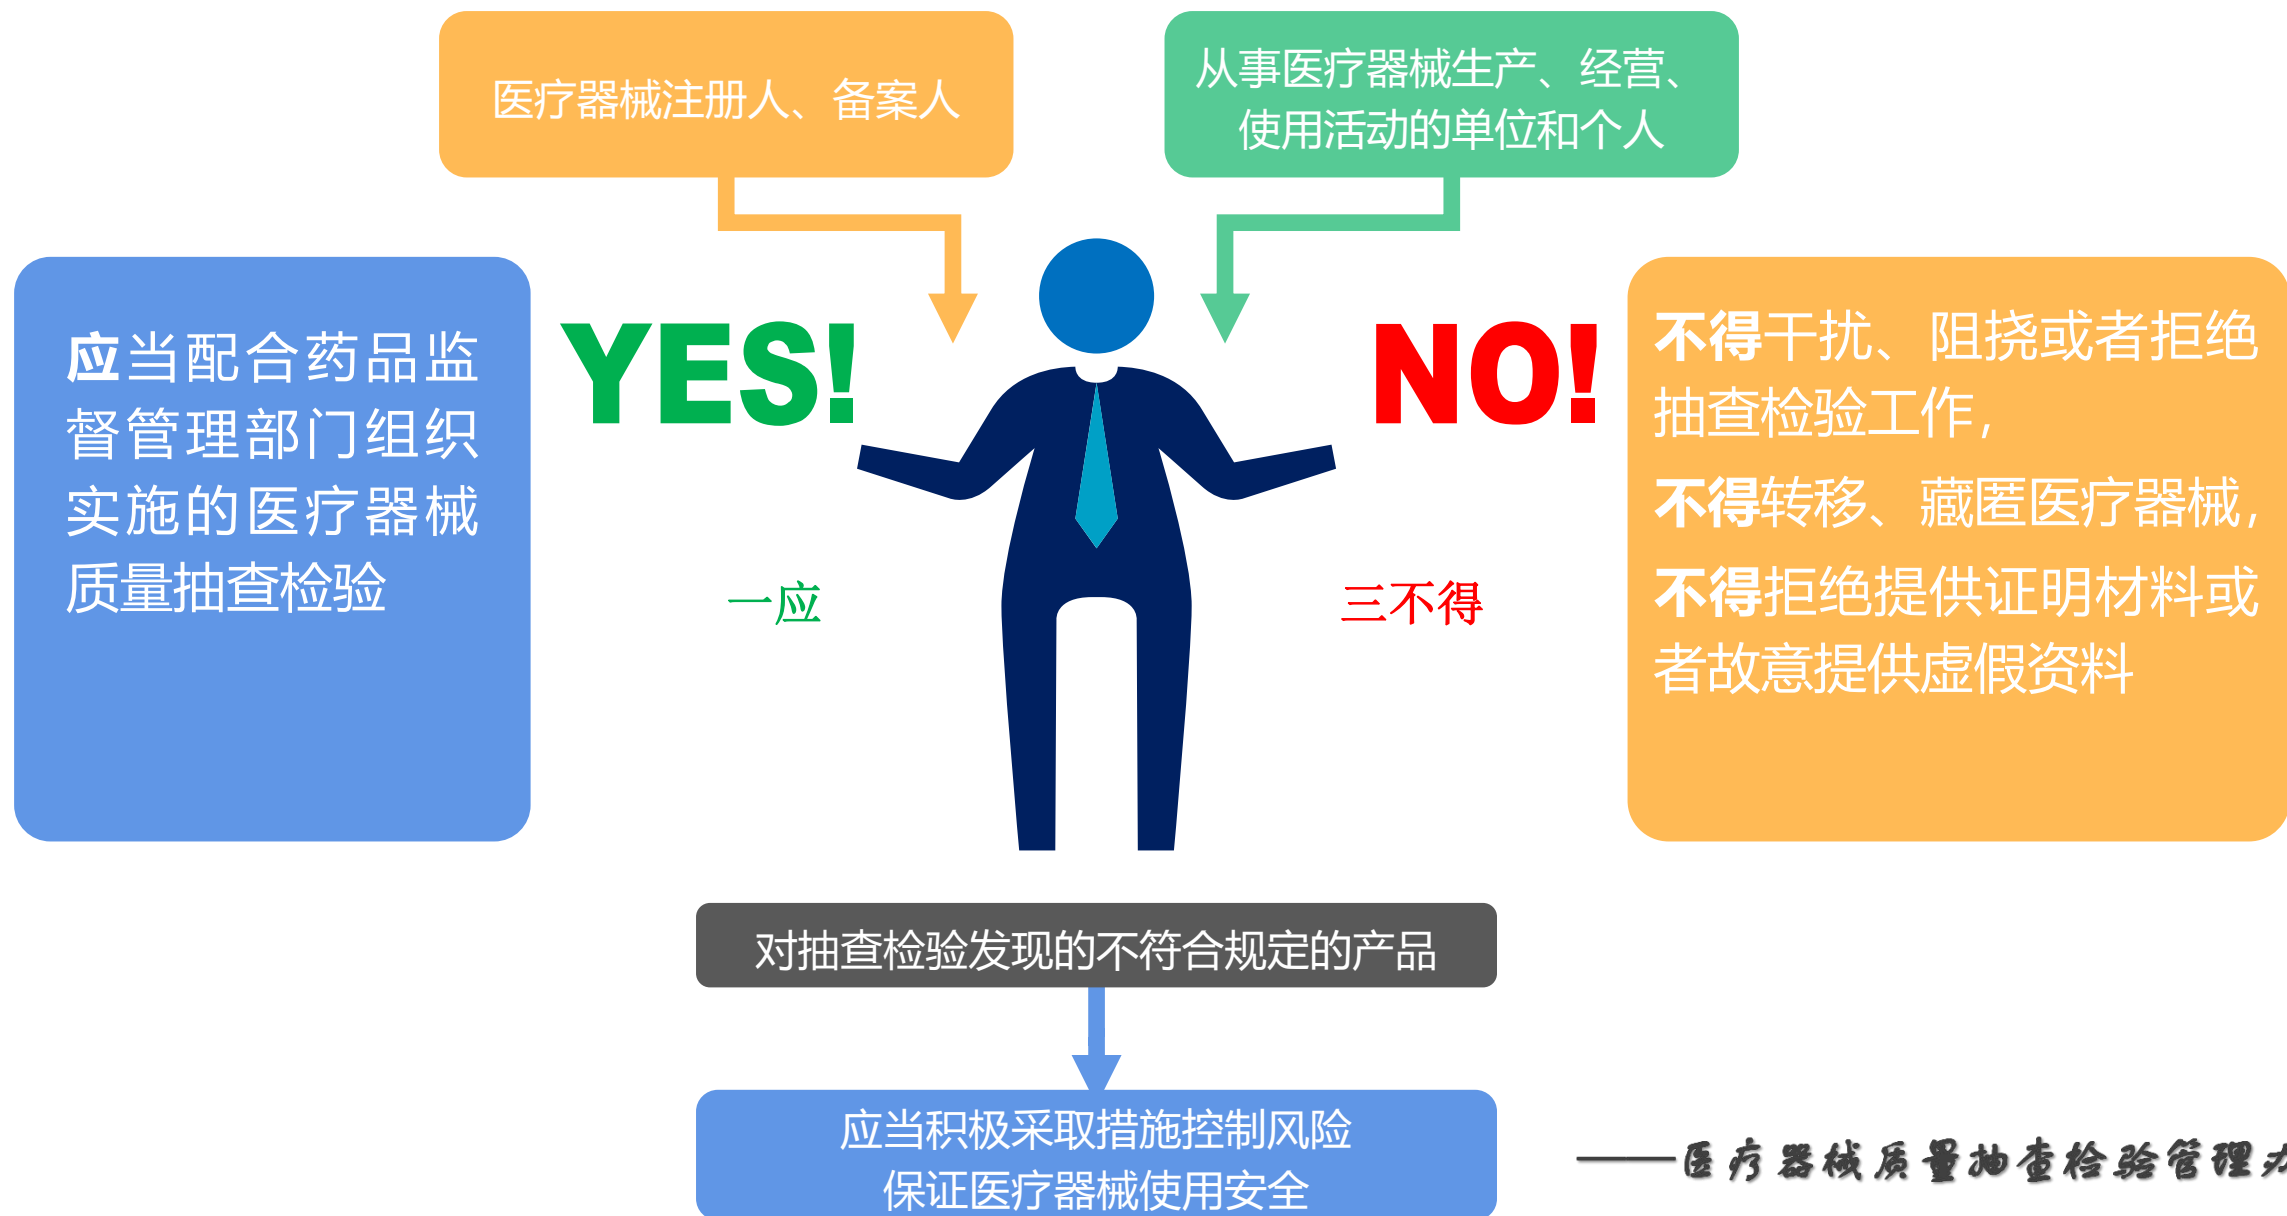 医疗器械注册人、备案人
从事医疗器械生产、经营、
使用活动的单位和个人
应当配合药品监
督管理部门组织
实施的医疗器械
质量抽查检验
YES!
一应
NO!
三不得
不得干扰、阻挠或者拒绝
抽查检验工作,
不得转移、藏匿医疗器械,
不得拒绝提供证明材料或
者故意提供虚假资料
对抽查检验发现的不符合规定的产品
应当积极采取措施控制风险
保证医疗器械使用安全
——医疗器械质量抽查检验管理办